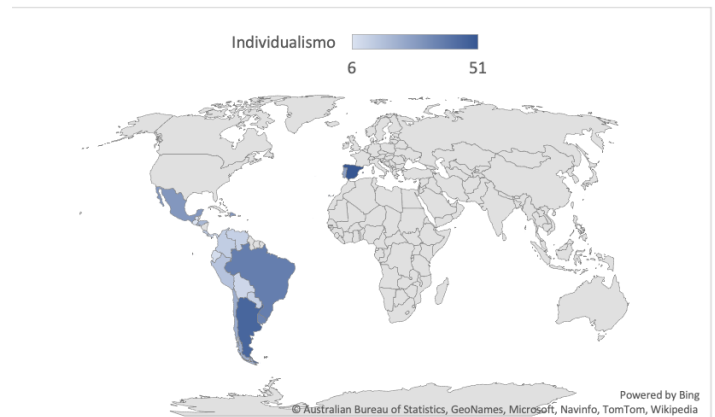 Individualismo
6 51
Powered by Bing
© Australian Bureau of Statistics, GeoNames, Microsoft, Navinfo, TomTom, Wikipedia